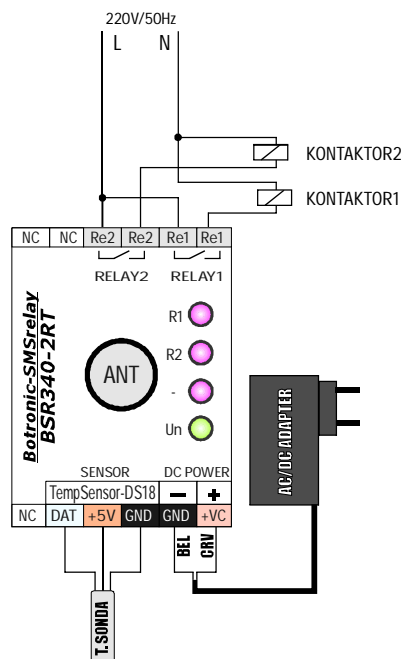 220V/50Hz
L N
KONTAKTOR2
KONTAKTOR1
NC NC Re2 Re2 Re1 Re1
RELAY2 RELAY1
Botronic-SMSrelay
BSR340-2RT
R1
R2
-
Un
ANT
AC/DC ADAPTER
SENSOR DC POWER
TempSensor-DS18 − +
NC DAT +5V GND GND +VC
BEL CRV
T.SONDA